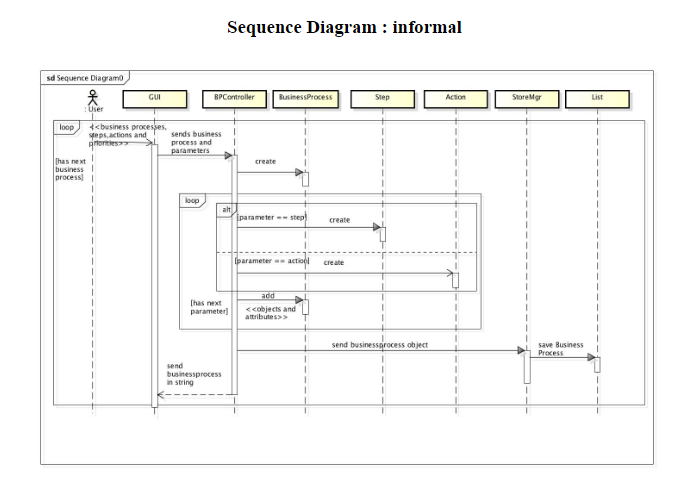 Sequence Diagram : informal
sd Sequence Diagram0
: User
GUI
BPController
BusinessProcess
Step
Action
StoreMgr
List
loop
<<business processes,
steps,actions and
priorities>>
[has next
business
process]
sends business
process and
parameters
create
loop
alt
[parameter == step]
create
[parameter == action]
create
[has next
parameter]
add
<<objects and
attributes>>
send businessprocess object
save Business
Process
send
businessprocess
in string